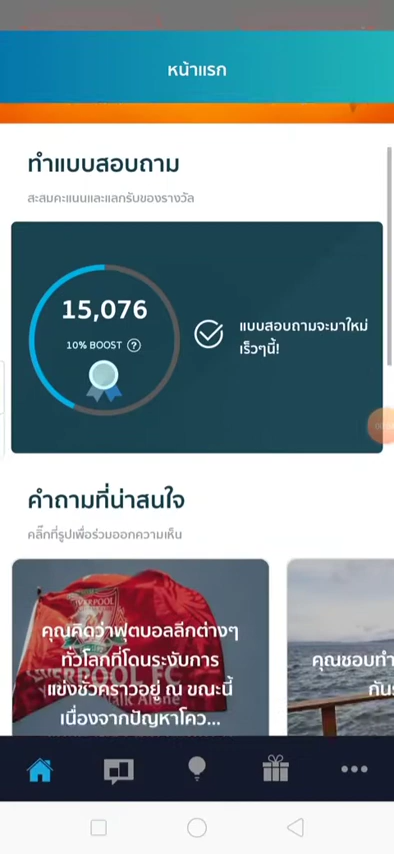 หน้าแรก
ทำแบบสอบถาม
สะสมคะแนนและแลกรับของรางวัล
15,076
10% BOOST ?
แบบสอบถามจะมาใหม่
เร็วๆนี้!
คำถามที่น่าสนใจ
คลิ๊กที่รูปเพื่อร่วมออกความเห็น
LIVERPOOL FC
คุณคิดว่าฟุตบอลลีกต่างๆ
ทั่วโลกที่โดนระงับการ
แข่งชั่วคราวอยู่ ณ ขณะนี้
เนื่องจากปัญหาโคว...
Walk Alone
คุณชอบทำ
กัน